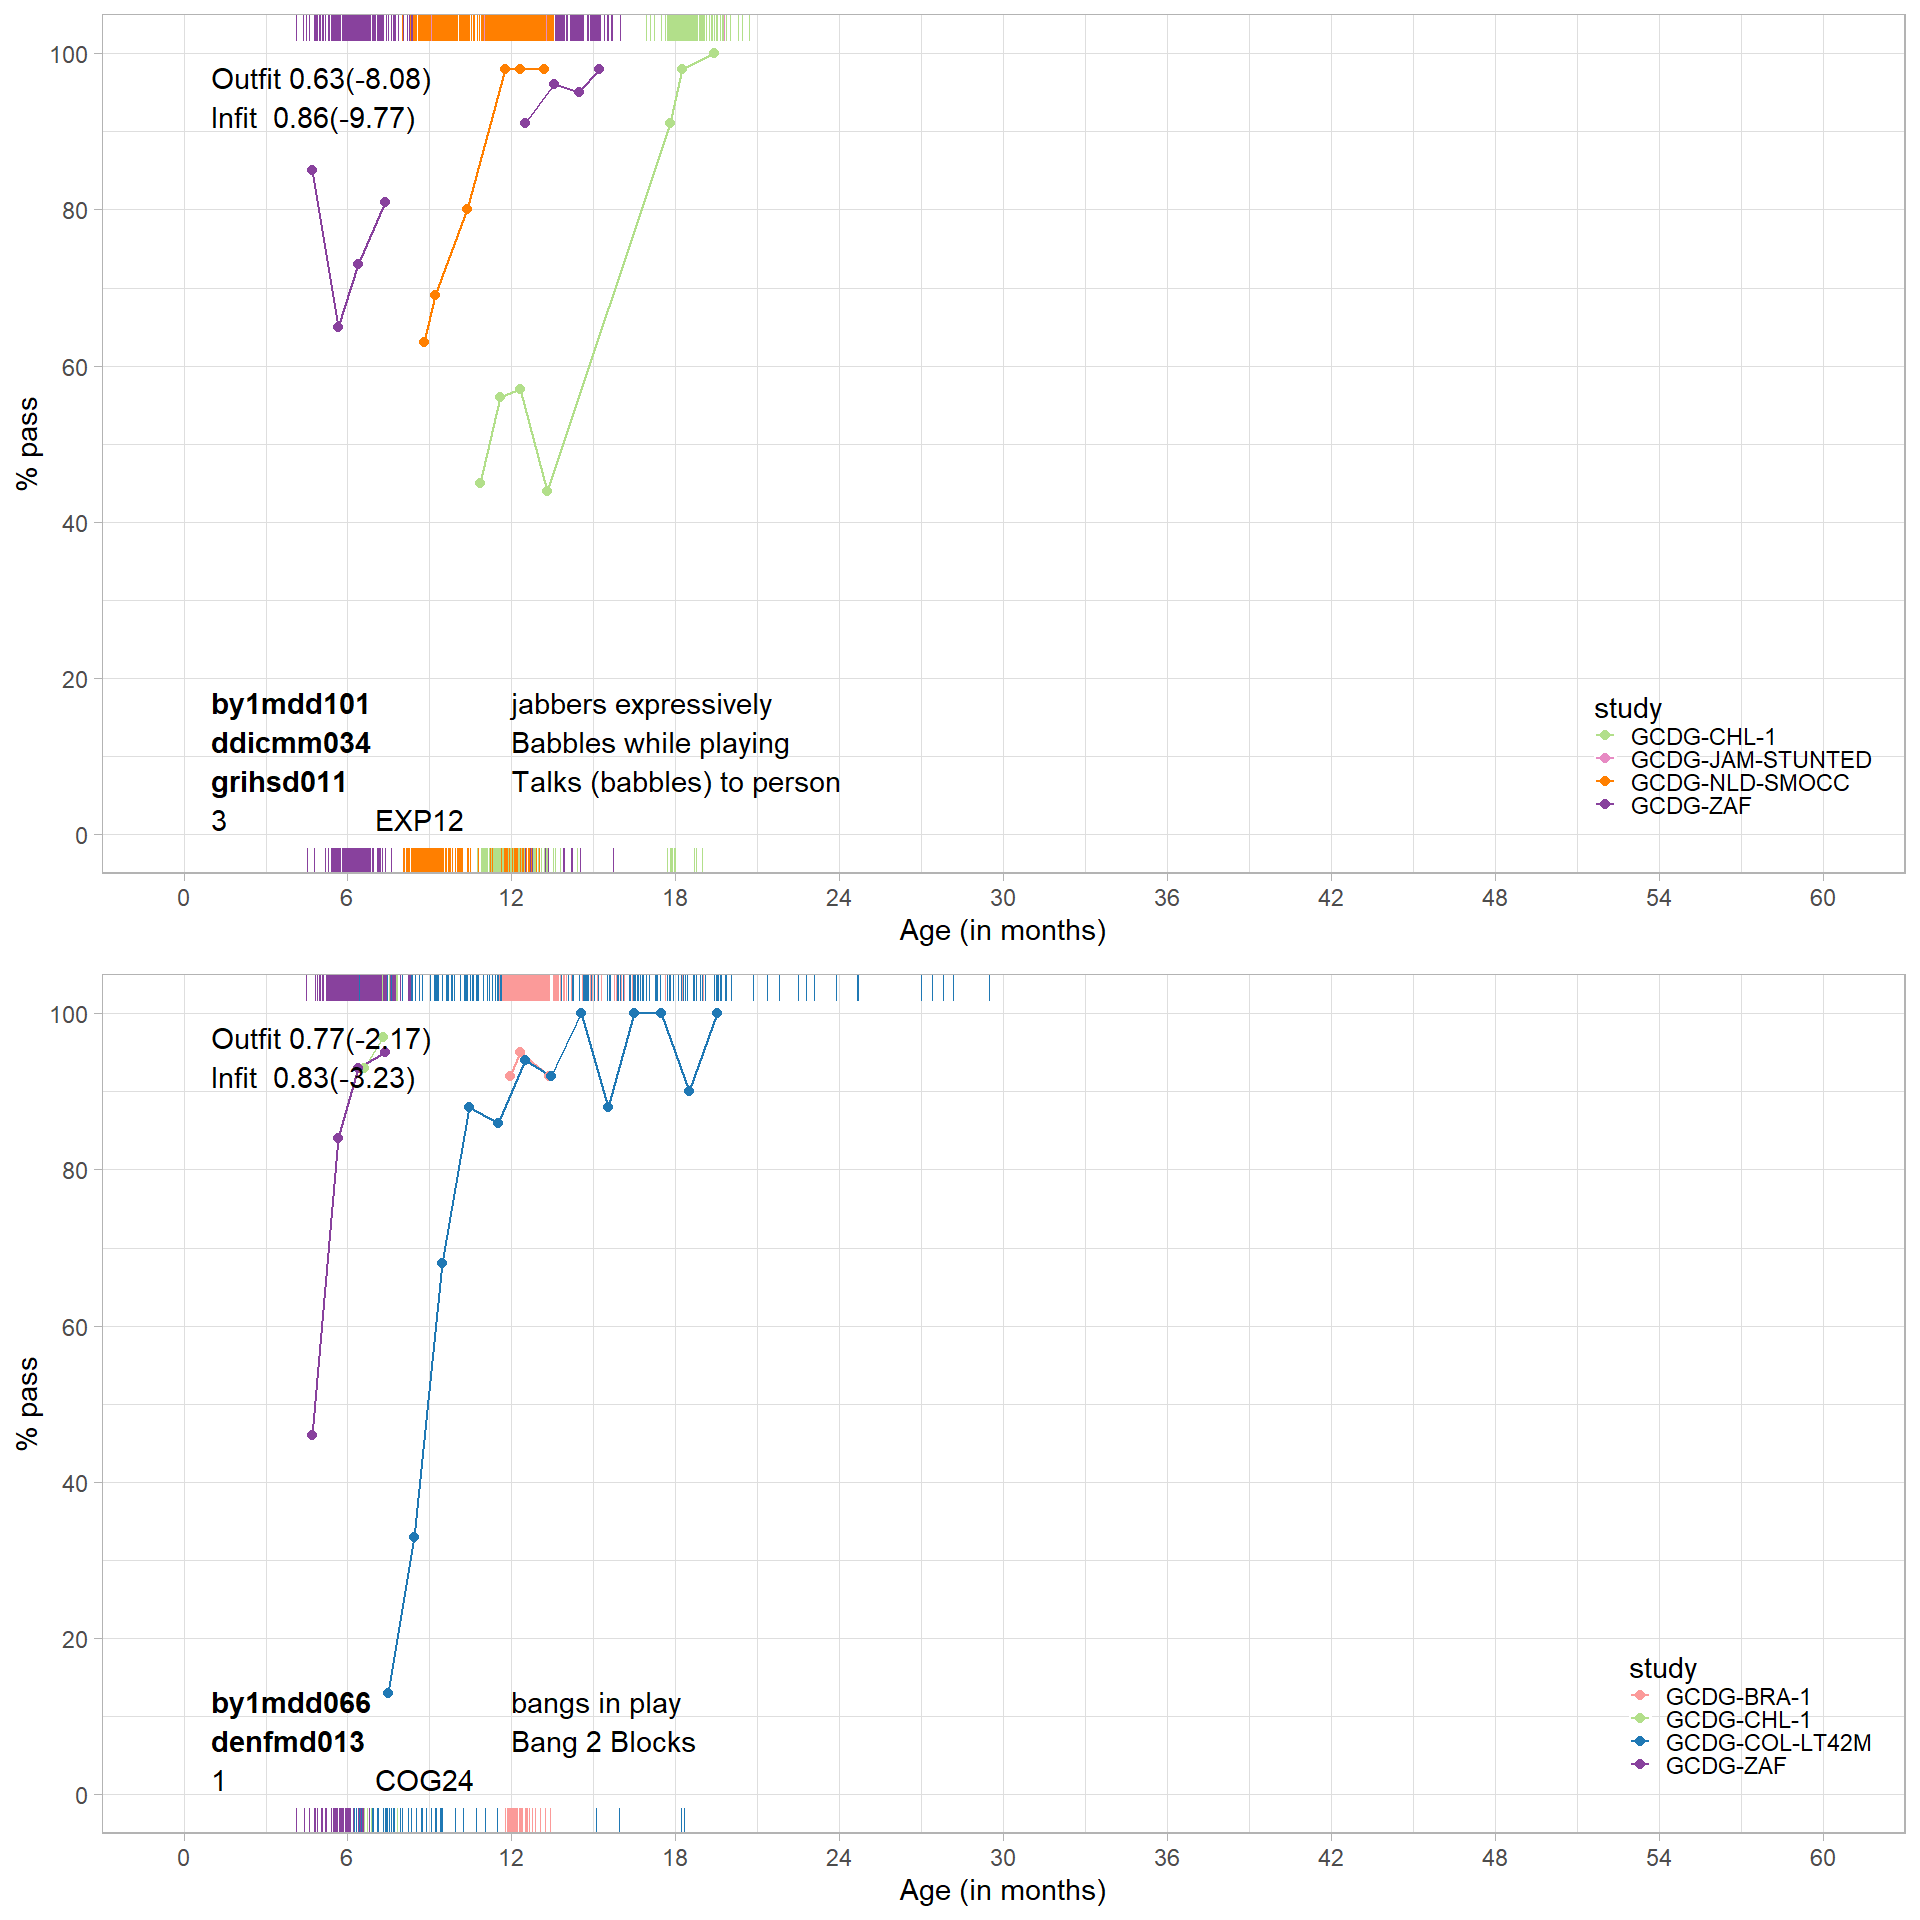 100
80
60
40
20
0
% pass
Outfit 0.63(-8.08)
Infit  0.86(-9.77)
by1mdd101 jabbers expressively
ddicmm034 Babbles while playing
grihsd011 Talks (babbles) to person
3 EXP12
study
GCDG-CHL-1
GCDG-JAM-STUNTED
GCDG-NLD-SMOCC
GCDG-ZAF
0 6 12 18 24 30 36 42 48 54 60
Age (in months)
100
80
60
40
20
0
% pass
Outfit 0.77(-2.17)
Infit  0.83(-3.23)
by1mdd066 bangs in play
denfmd013 Bang 2 Blocks
1 COG24
study
GCDG-BRA-1
GCDG-CHL-1
GCDG-COL-LT42M
GCDG-ZAF
0 6 12 18 24 30 36 42 48 54 60
Age (in months)